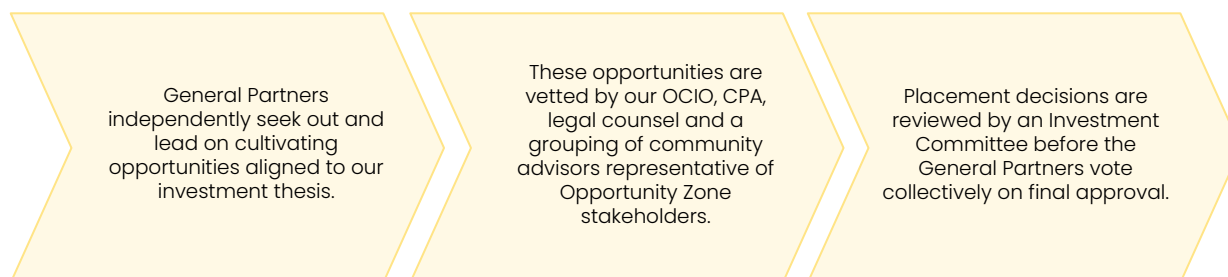 General Partners
independently seek out and
lead on cultivating
opportunities aligned to our
investment thesis.
These opportunities are
vetted by our OCIO, CPA,
legal counsel and a
grouping of community
advisors representative of
Opportunity Zone
stakeholders.
Placement decisions are
reviewed by an Investment
Committee before the
General Partners vote
collectively on final approval.